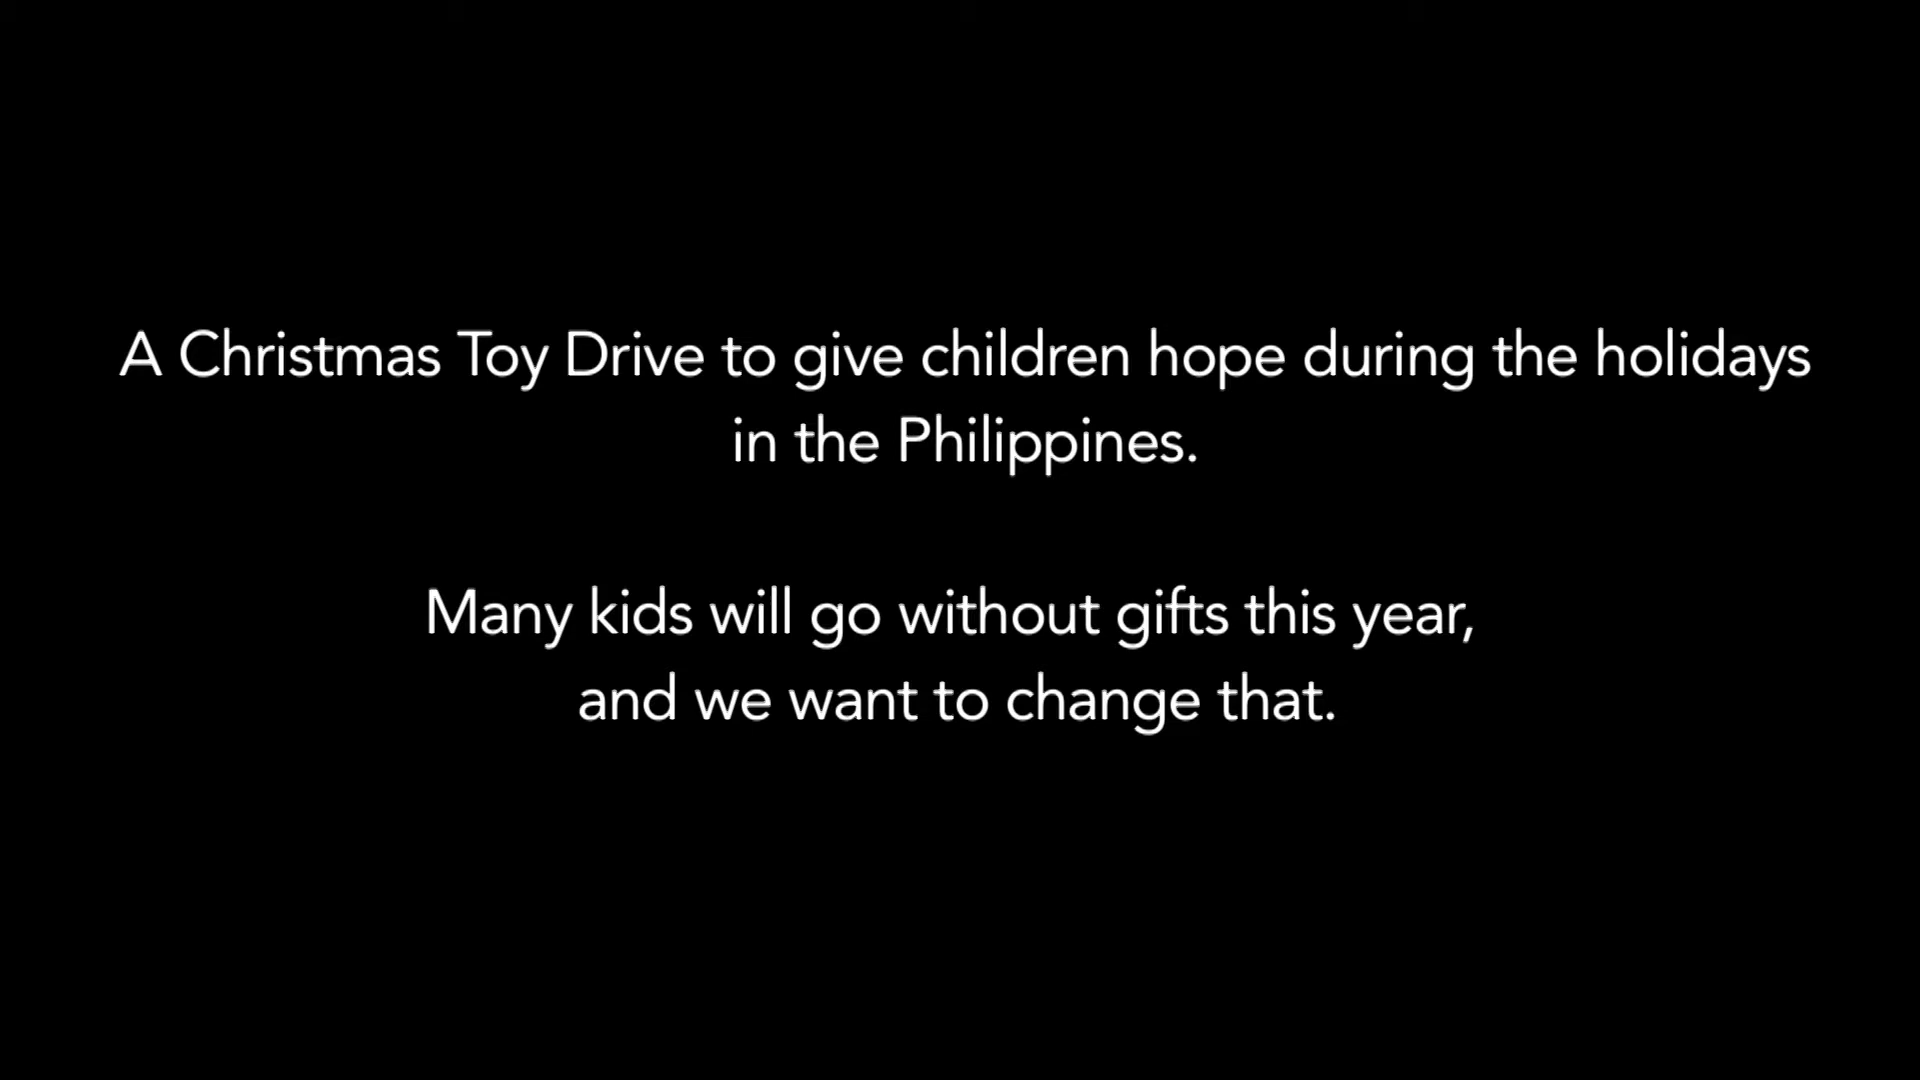 A Christmas Toy Drive to give children hope during the holidays
in the Philippines.
Many kids will go without gifts this year,
and we want to change that.